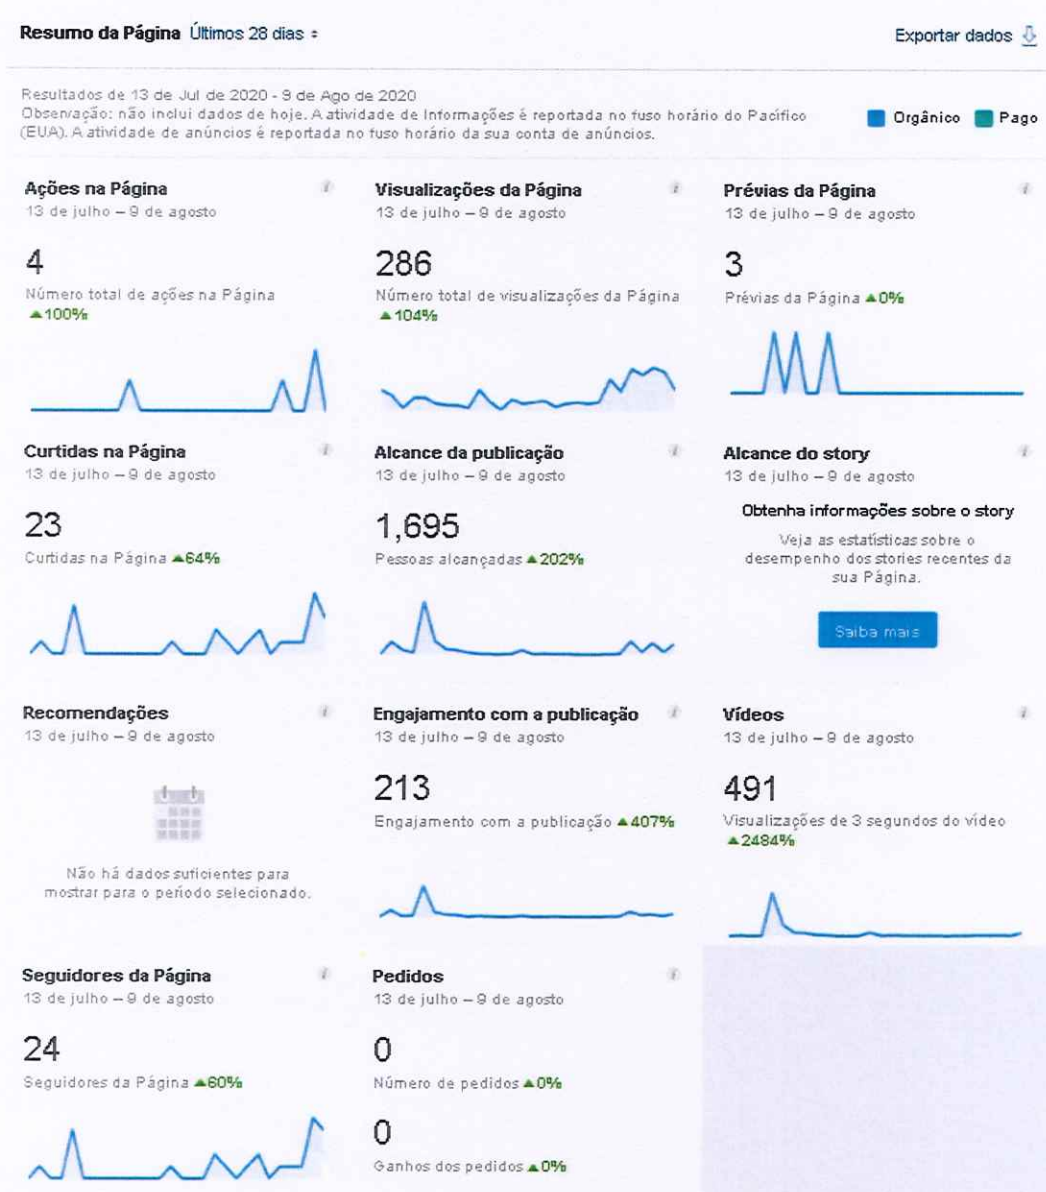 Resumo da Página Últimos 28 dias
Exportar dados
Resultados de 13 de Jul de 2020 - 9 de Ago de 2020
Observação: não inclui dados de hoje. A atividade de Informações é reportada no fuso horário do Pacífico
(EUA). A atividade de anúncios é reportada no fuso horário da sua conta de anúncios.
Orgânico Pago
Ações na Página
13 de julho – 9 de agosto
4
Número total de ações na Página
▲100%
Visualizações da Página
13 de julho – 9 de agosto
286
Número total de visualizações da Página
▲104%
Prévias da Página
13 de julho – 9 de agosto
3
Prévias da Página ▲0%
Curtidas na Página
13 de julho – 9 de agosto
23
Curtidas na Página ▲64%
Alcance da publicação
13 de julho – 9 de agosto
1,695
Pessoas alcançadas ▲202%
Alcance do story
13 de julho – 9 de agosto
Obtenha informações sobre o story
Veja as estatísticas sobre o
desempenho dos stories recentes da
sua Página.
Saiba mais
Recomendações
13 de julho – 9 de agosto
Não há dados suficientes para
mostrar para o período selecionado.
Engajamento com a publicação
13 de julho – 9 de agosto
213
Engajamento com a publicação ▲407%
Vídeos
13 de julho – 9 de agosto
491
Visualizações de 3 segundos do vídeo
▲2484%
Seguidores da Página
13 de julho – 9 de agosto
24
Seguidores da Página ▲60%
Pedidos
13 de julho – 9 de agosto
0
Número de pedidos ▲0%
0
Ganhos dos pedidos ▲0%